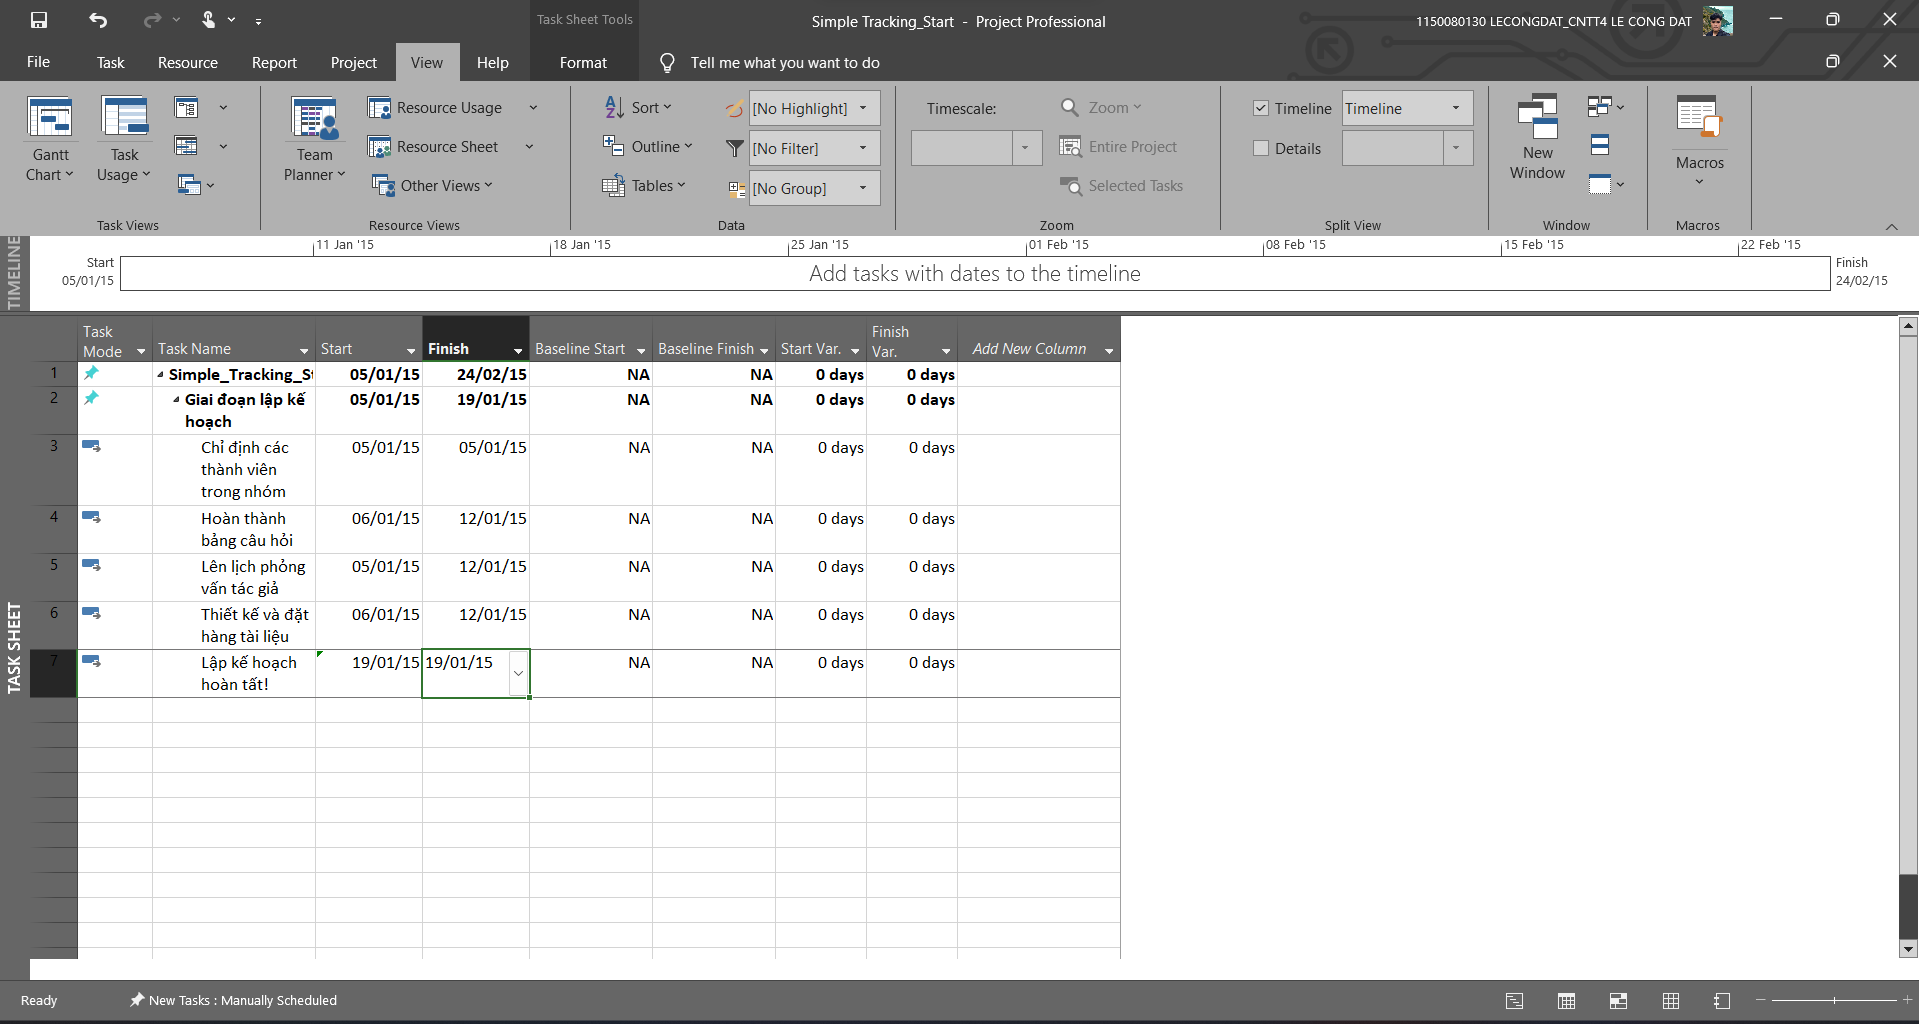 Task Sheet Tools
Simple Tracking_Start - Project Professional
1150080130 LECONGDAT_CNTT4 LE CONG DAT
File Task Resource Report Project View Help Format Tell me what you want to do
Gantt Chart
Task Usage
Task Views
Team Planner
Resource Usage
Resource Sheet
Other Views
Resource Views
Sort
Outline
Tables
[No Highlight]
[No Filter]
[No Group]
Data
Timescale:
Zoom
Entire Project
Selected Tasks
Zoom
Timeline Timeline
Details
Split View
New Window
Window
Macros
Macros
TIMELINE
11 Jan '15 18 Jan '15 25 Jan '15 01 Feb '15 08 Feb '15 15 Feb '15 22 Feb '15
Start
05/01/15
Add tasks with dates to the timeline
Finish
24/02/15
TASK SHEET
Task Mode Task Name Start Finish Baseline Start Baseline Finish Start Var. Finish Var. Add New Column
1 Simple_Tracking_St 05/01/15 24/02/15 NA NA 0 days 0 days
2 Giai đoạn lập kế hoạch 05/01/15 19/01/15 NA NA 0 days 0 days
3 Chỉ định các thành viên trong nhóm 05/01/15 05/01/15 NA NA 0 days 0 days
4 Hoàn thành bảng câu hỏi 06/01/15 12/01/15 NA NA 0 days 0 days
5 Lên lịch phỏng vấn tác giả 05/01/15 12/01/15 NA NA 0 days 0 days
6 Thiết kế và đặt hàng tài liệu 06/01/15 12/01/15 NA NA 0 days 0 days
7 Lập kế hoạch hoàn tất! 19/01/15 19/01/15 NA NA 0 days 0 days
Ready New Tasks : Manually Scheduled